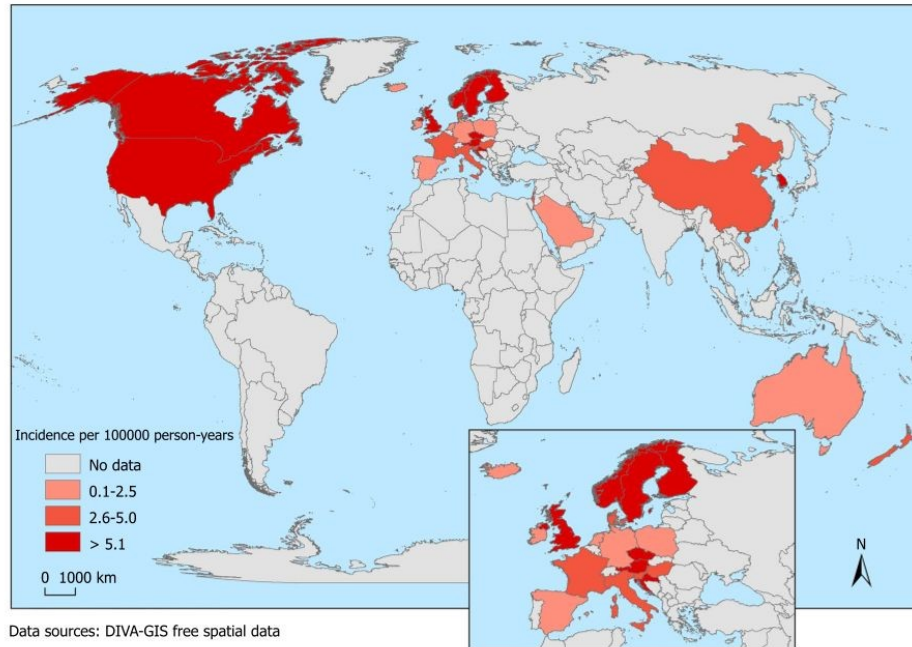 Incidence per 100000 person-years
No data
0.1-2.5
2.6-5.0
> 5.1
0 1000 km
N
Data sources: DIVA-GIS free spatial data